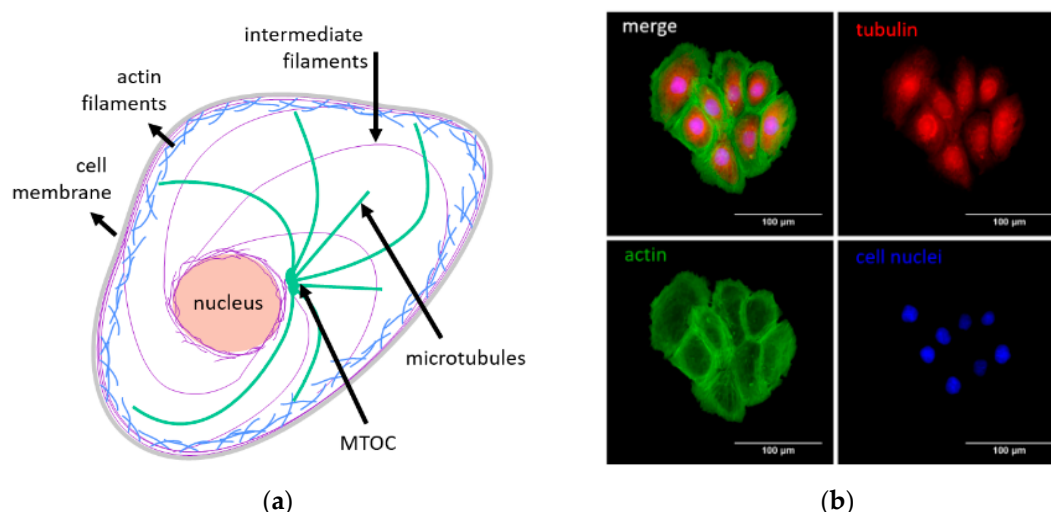 intermediate
filaments
actin
filaments
cell
membrane
nucleus
microtubules
MTOC
(a)
merge
100 µm
tubulin
100 µm
actin
100 µm
cell nuclei
100 µm
(b)